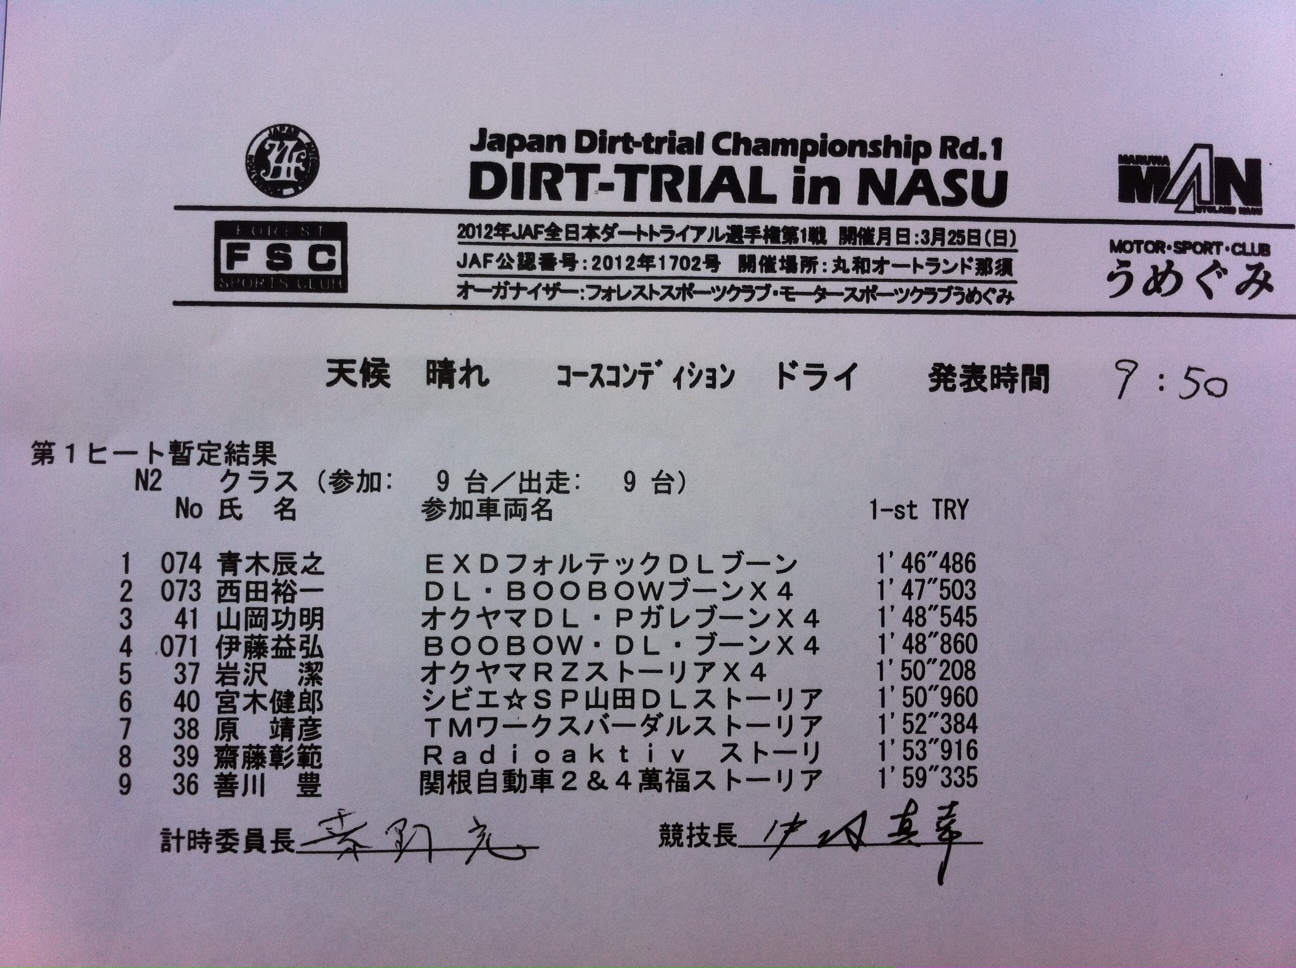 Japan Dirt-trial Championship Rd.1
DIRT-TRIAL in NASU
MARUWA
MAN
AUTOLAND NASU
FOREST
FSC
SPORTS CLUB
2012年JAF全日本ダートトライアル選手権第1戦 開催月日:3月25日(日)
JAF公認番号:2012年1702号 開催場所:丸和オートランド那須
オーガナイザー:フォレストスポーツクラブ・モータースポーツクラブうめぐみ
MOTOR・SPORT・CLUB
うめぐみ
天候 晴れ ｺｰｽｺﾝﾃﾞｨｼｮﾝ ドライ 発表時間 9:50
第1ヒート暫定結果
N2 クラス (参加: 9 台/出走: 9 台)
No 氏 名 参加車両名 1-st TRY
1 074 青木辰之 EXDフォルテックDLブーン 1'46"486
2 073 西田裕一 DL・BOOBOWブーンX4 1'47"503
3 41 山岡功明 オクヤマDL・PガレブーンX4 1'48"545
4 071 伊藤益弘 BOOBOW・DL・ブーンX4 1'48"860
5 37 岩沢 潔 オクヤマRZストーリアX4 1'50"208
6 40 宮木健郎 シビエ☆SP山田DLストーリア 1'50"960
7 38 原 靖彦 TMワークスバーダルストーリア 1'52"384
8 39 齋藤彰範 Radioaktiv ストーリ 1'53"916
9 36 善川 豊 関根自動車2&4萬福ストーリア 1'59"335
計時委員長 競技長